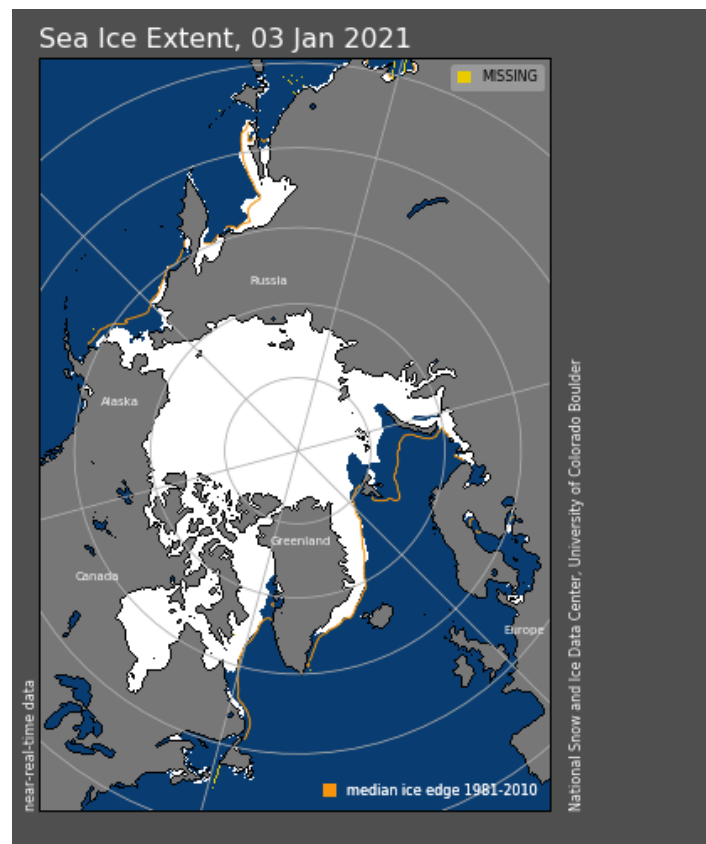 Sea Ice Extent, 03 Jan 2021
MISSING
Russia
Alaska
Greenland
Canada
Europe
near-real-time data
National Snow and Ice Data Center, University of Colorado Boulder
median ice edge 1981-2010